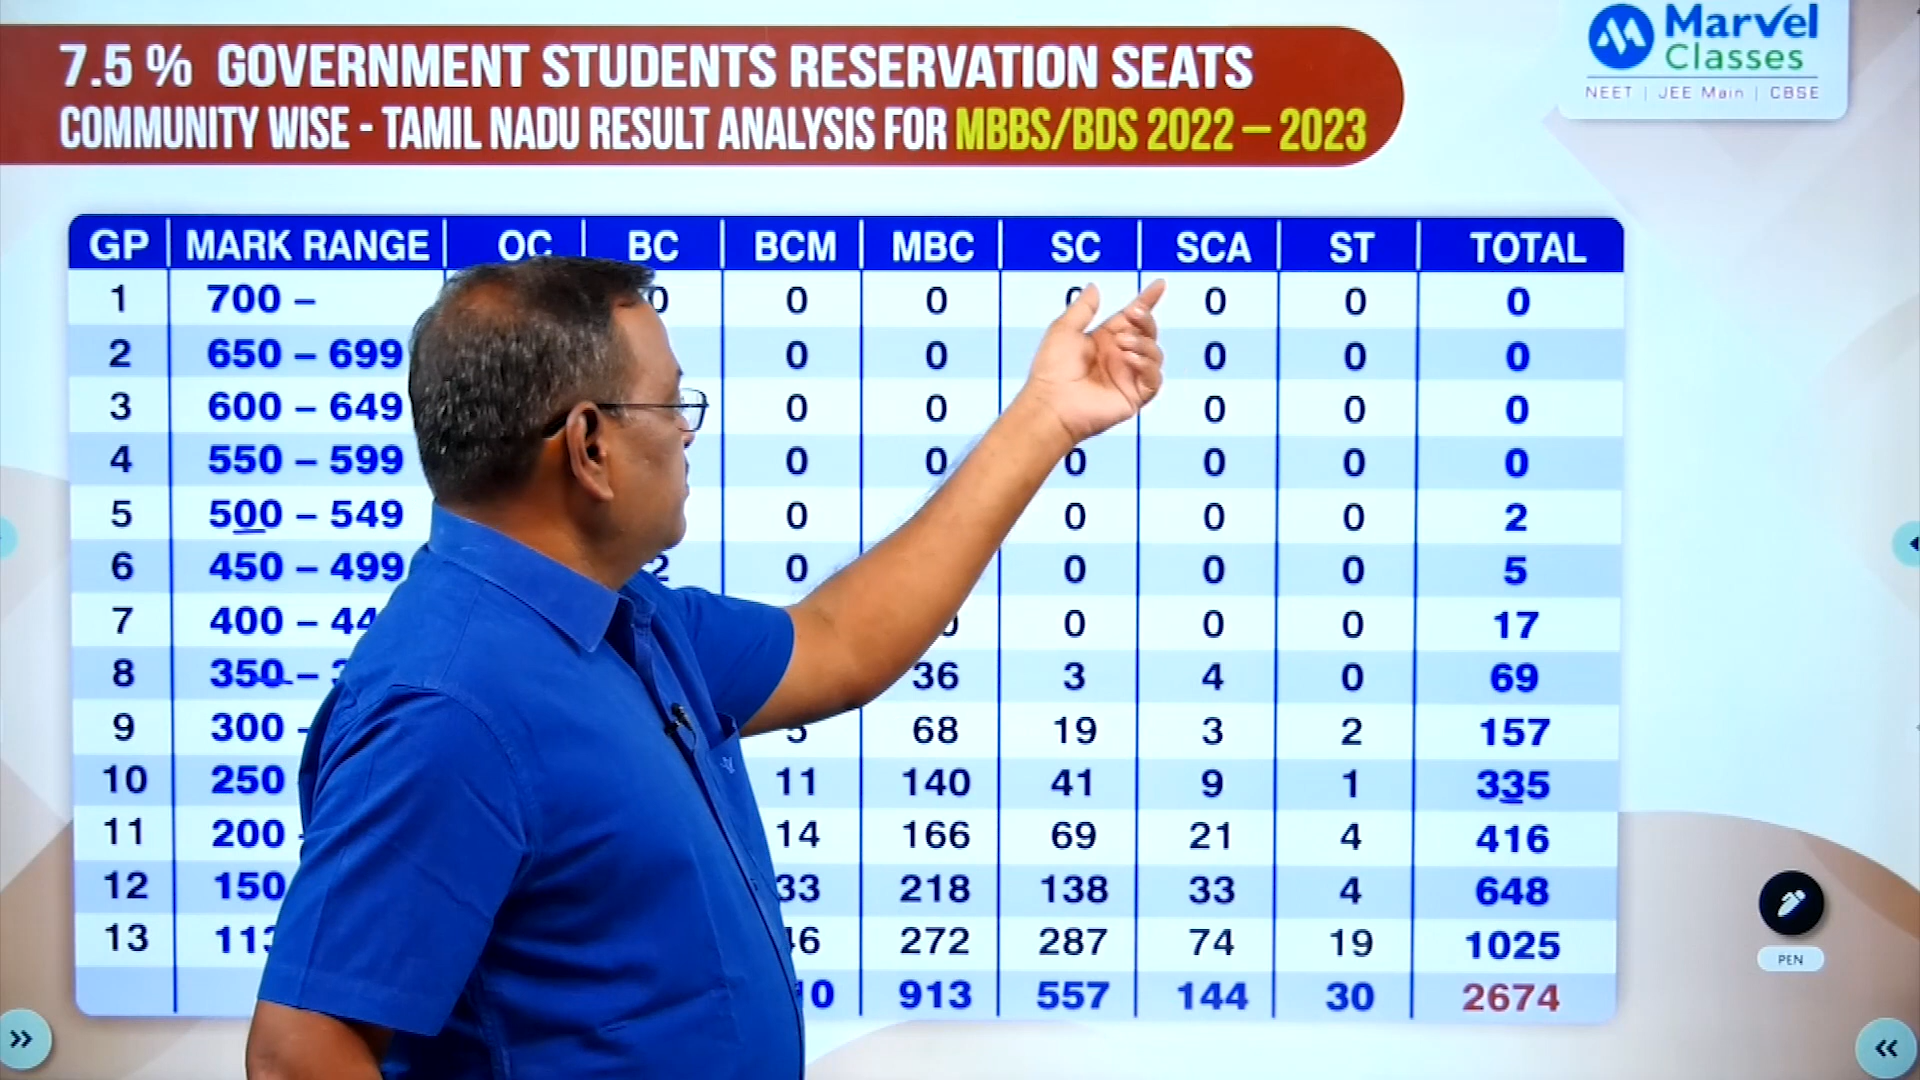 7.5 % GOVERNMENT STUDENTS RESERVATION SEATS
COMMUNITY WISE - TAMIL NADU RESULT ANALYSIS FOR MBBS/BDS 2022 – 2023
Marvel
Classes
NEET | JEE Main | CBSE
GP MARK RANGE OC BC BCM MBC SC SCA ST TOTAL
1 700 – 0 0 0 0 0 0 0
2 650 – 699 0 0 0 0 0
3 600 – 649 0 0 0 0 0
4 550 – 599 0 0 0 0 0 0
5 500 – 549 0 0 0 0 2
6 450 – 499 2 0 0 0 0 5
7 400 – 0 0 0 17
8 350 – 36 3 4 0 69
9 300 - 68 19 3 2 157
10 250 11 140 41 9 1 335
11 200 14 166 69 21 4 416
12 150 33 218 138 33 4 648
13 272 287 74 19 1025
913 557 144 30 2674
PEN